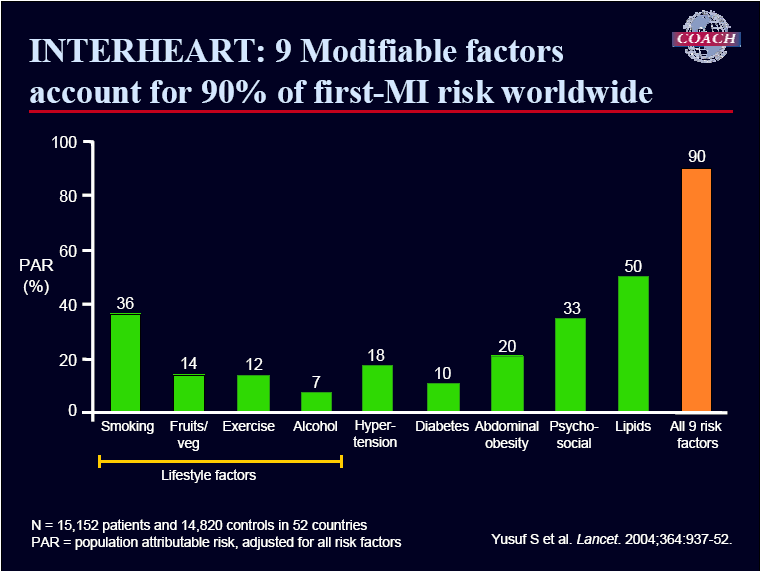 COACH
INTERHEART: 9 Modifiable factors
account for 90% of first-MI risk worldwide
PAR
(%)
100
80
60
40
20
0
36
14
12
7
18
10
20
33
50
90
Smoking
Fruits/
veg
Exercise
Alcohol
Hyper-
tension
Diabetes
Abdominal
obesity
Psycho-
social
Lipids
All 9 risk
factors
Lifestyle factors
N = 15,152 patients and 14,820 controls in 52 countries
PAR = population attributable risk, adjusted for all risk factors
Yusuf S et al. Lancet. 2004;364:937-52.